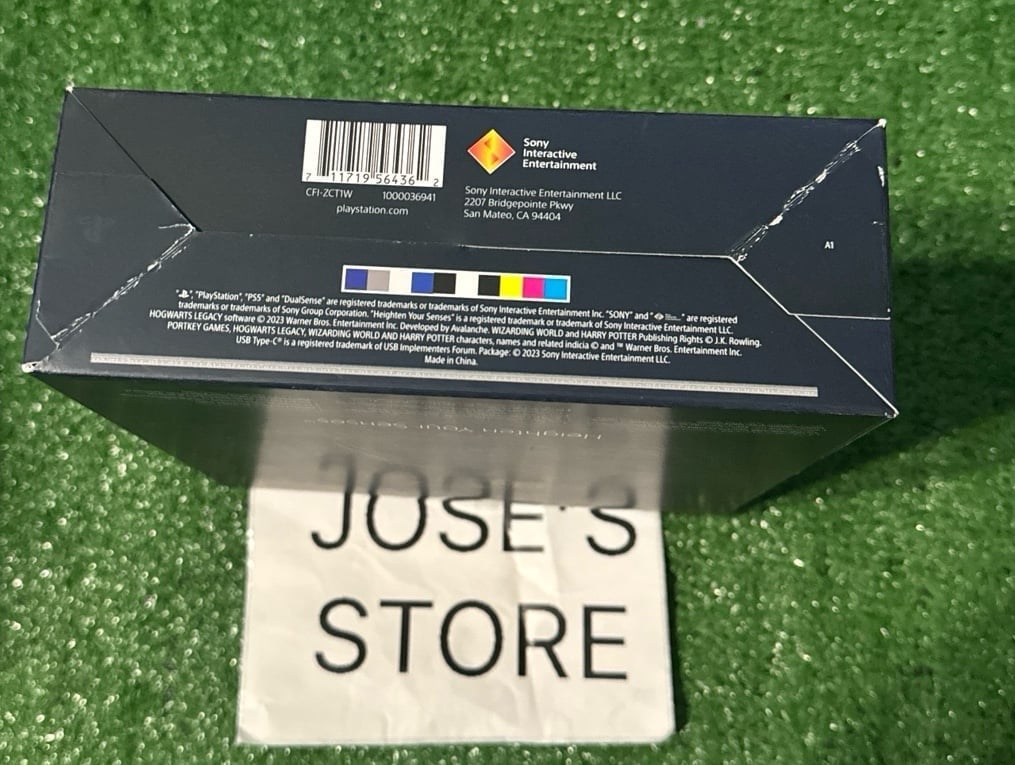 Sony
Interactive
Entertainment
7 11719 56436 2
CFI-ZCT1W 1000036941
playstation.com
Sony Interactive Entertainment LLC
2207 Bridgepointe Pkwy
San Mateo, CA 94404
A1
" ", "PlayStation", "PS5" and "DualSense" are registered trademarks or trademarks of Sony Interactive Entertainment Inc. "SONY" and " " are registered
trademarks or trademarks of Sony Group Corporation. "Heighten Your Senses" is a registered trademark or trademark of Sony Interactive Entertainment LLC.
HOGWARTS LEGACY software © 2023 Warner Bros. Entertainment Inc. Developed by Avalanche. WIZARDING WORLD and HARRY POTTER Publishing Rights © J.K. Rowling.
PORTKEY GAMES, HOGWARTS LEGACY, WIZARDING WORLD AND HARRY POTTER characters, names and related indicia © and ™ Warner Bros. Entertainment Inc.
USB Type-C® is a registered trademark of USB Implementers Forum. Package: © 2023 Sony Interactive Entertainment LLC.
Made in China.
Heighten Your Senses
JOSE'S
STORE